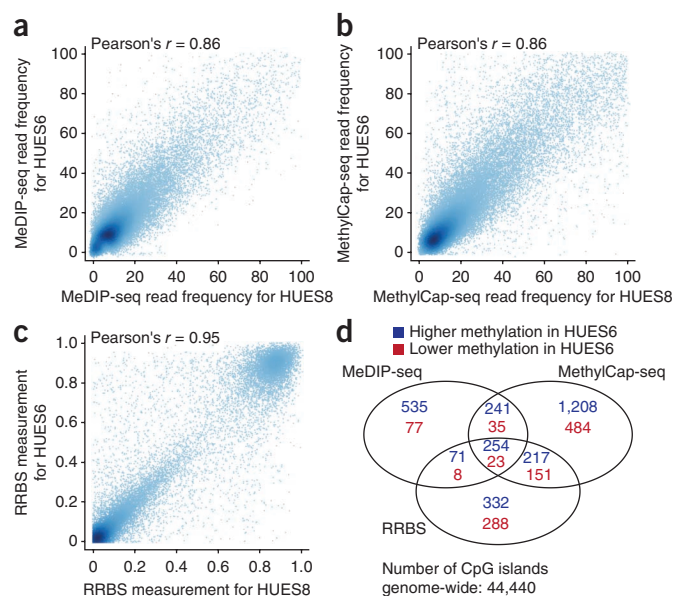 a
Pearson's r = 0.86
MeDIP-seq read frequency
for HUES6
100
80
60
40
20
0
0 20 40 60 80 100
MeDIP-seq read frequency for HUES8
b
Pearson's r = 0.86
MethylCap-seq read frequency
for HUES6
100
80
60
40
20
0
0 20 40 60 80 100
MethylCap-seq read frequency for HUES8
c
Pearson's r = 0.95
RRBS measurement
for HUES6
1.0
0.8
0.6
0.4
0.2
0
0 0.2 0.4 0.6 0.8 1.0
RRBS measurement for HUES8
d
Higher methylation in HUES6
Lower methylation in HUES6
MeDIP-seq
MethylCap-seq
535 241 1,208
77 35 484
254
71 217
23
8 151
332
288
RRBS
Number of CpG islands
genome-wide: 44,440